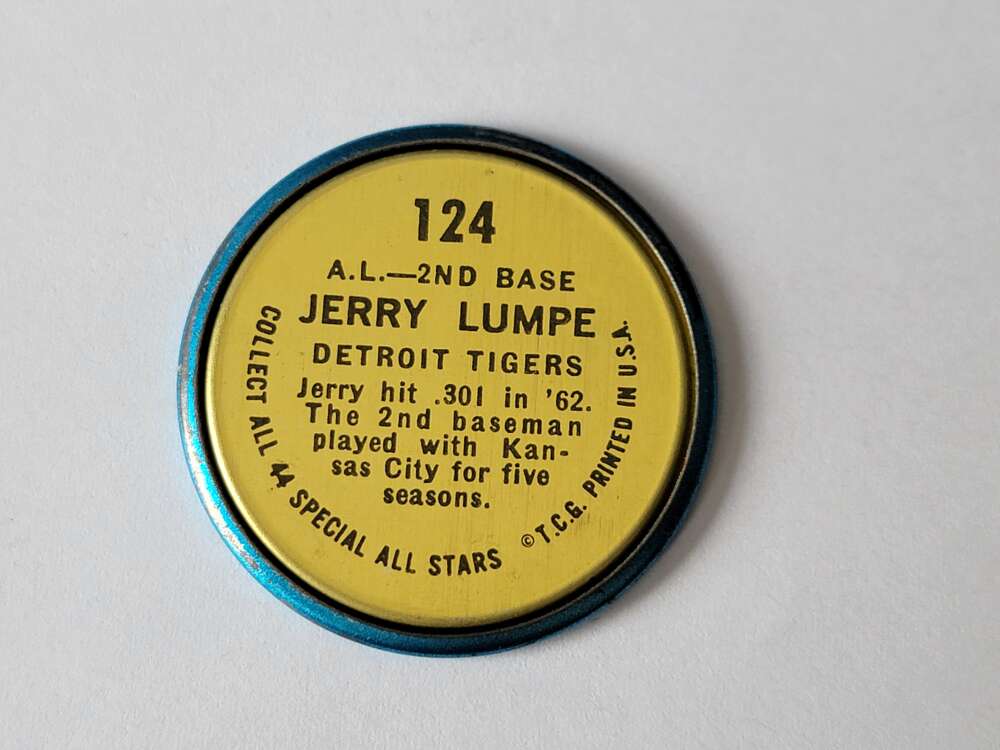 124
A.L.—2ND BASE
JERRY LUMPE
DETROIT TIGERS
Jerry hit .301 in '62.
The 2nd baseman
played with Kan-
sas City for five
seasons.
COLLECT ALL 44 SPECIAL ALL STARS
©T.C.G. PRINTED IN U.S.A.